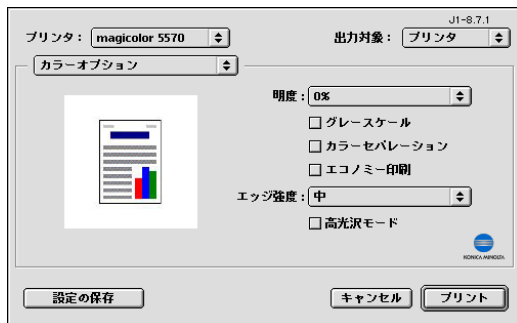 J1-8.7.1
プリンタ： magicolor 5570 出力対象： プリンタ
カラーオプション
明度： 0%
グレースケール
カラーセパレーション
エコノミー印刷
エッジ強度： 中
高光沢モード
KONICA MINOLTA
設定の保存 キャンセル プリント